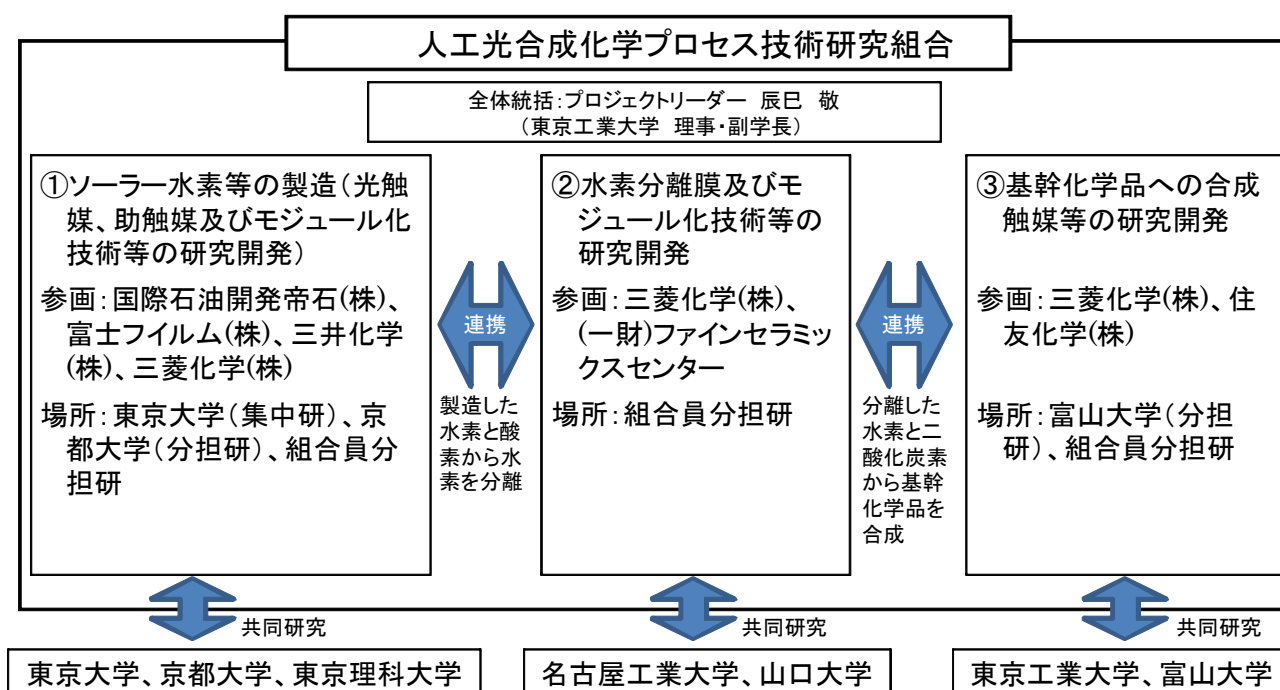 人工光合成化学プロセス技術研究組合
全体統括:プロジェクトリーダー 辰巳 敬
(東京工業大学 理事・副学長)
①ソーラー水素等の製造(光触
媒、助触媒及びモジュール化
技術等の研究開発)
参画:国際石油開発帝石(株)、
富士フイルム(株)、三井化学
(株)、三菱化学(株)
場所:東京大学(集中研)、京
都大学(分担研)、組合員分
担研
連携
製造した
水素と酸
素から水
素を分離
②水素分離膜及びモ
ジュール化技術等の
研究開発
参画:三菱化学(株)、
(一財)ファインセラミッ
クスセンター
場所:組合員分担研
連携
分離した
水素と二
酸化炭素
から基幹
化学品を
合成
③基幹化学品への合成
触媒等の研究開発
参画:三菱化学(株)、住
友化学(株)
場所:富山大学(分担
研)、組合員分担研
共同研究
共同研究
共同研究
東京大学、京都大学、東京理科大学
名古屋工業大学、山口大学
東京工業大学、富山大学